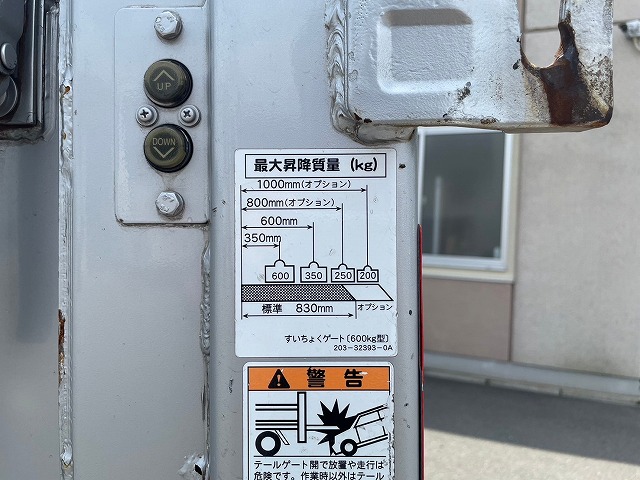 UP
DOWN
最大昇降質量 (kg)
1000mm(オプション)
800mm(オプション)
600mm
350mm
600 350 250 200
標準 830mm オプション
すいちょくゲート〔600kg型〕
203-32393-0A
警告
テールゲート開で放置や走行は
危険です。作業時以外はテール